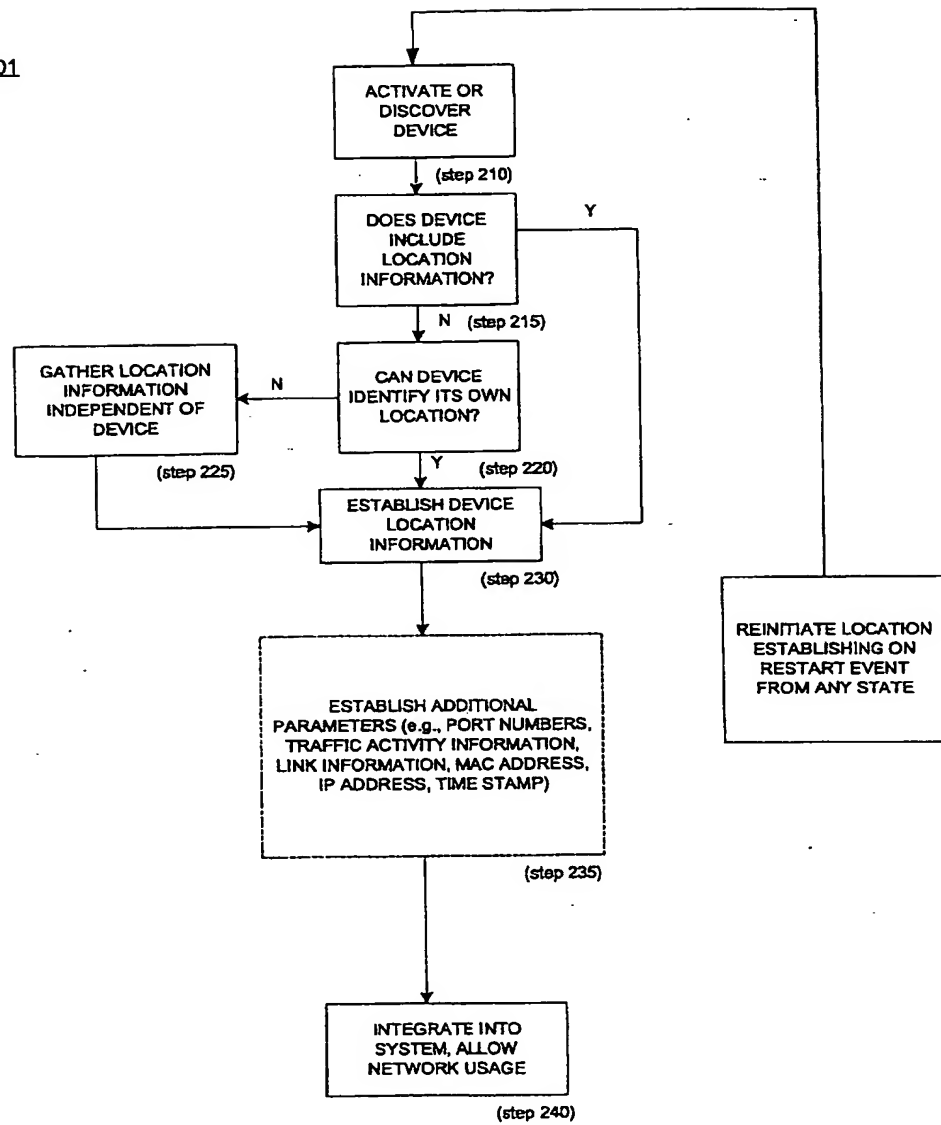 01
ACTIVATE OR
DISCOVER
DEVICE
(step 210)
DOES DEVICE
INCLUDE
LOCATION
INFORMATION?
Y
N
(step 215)
GATHER LOCATION
INFORMATION
INDEPENDENT OF
DEVICE
N
CAN DEVICE
IDENTIFY ITS OWN
LOCATION?
(step 225)
Y
(step 220)
ESTABLISH DEVICE
LOCATION
INFORMATION
(step 230)
REINITIATE LOCATION
ESTABLISHING ON
RESTART EVENT
FROM ANY STATE
ESTABLISH ADDITIONAL
PARAMETERS (e.g., PORT NUMBERS,
TRAFFIC ACTIVITY INFORMATION,
LINK INFORMATION, MAC ADDRESS,
IP ADDRESS, TIME STAMP)
(step 235)
INTEGRATE INTO
SYSTEM, ALLOW
NETWORK USAGE
(step 240)